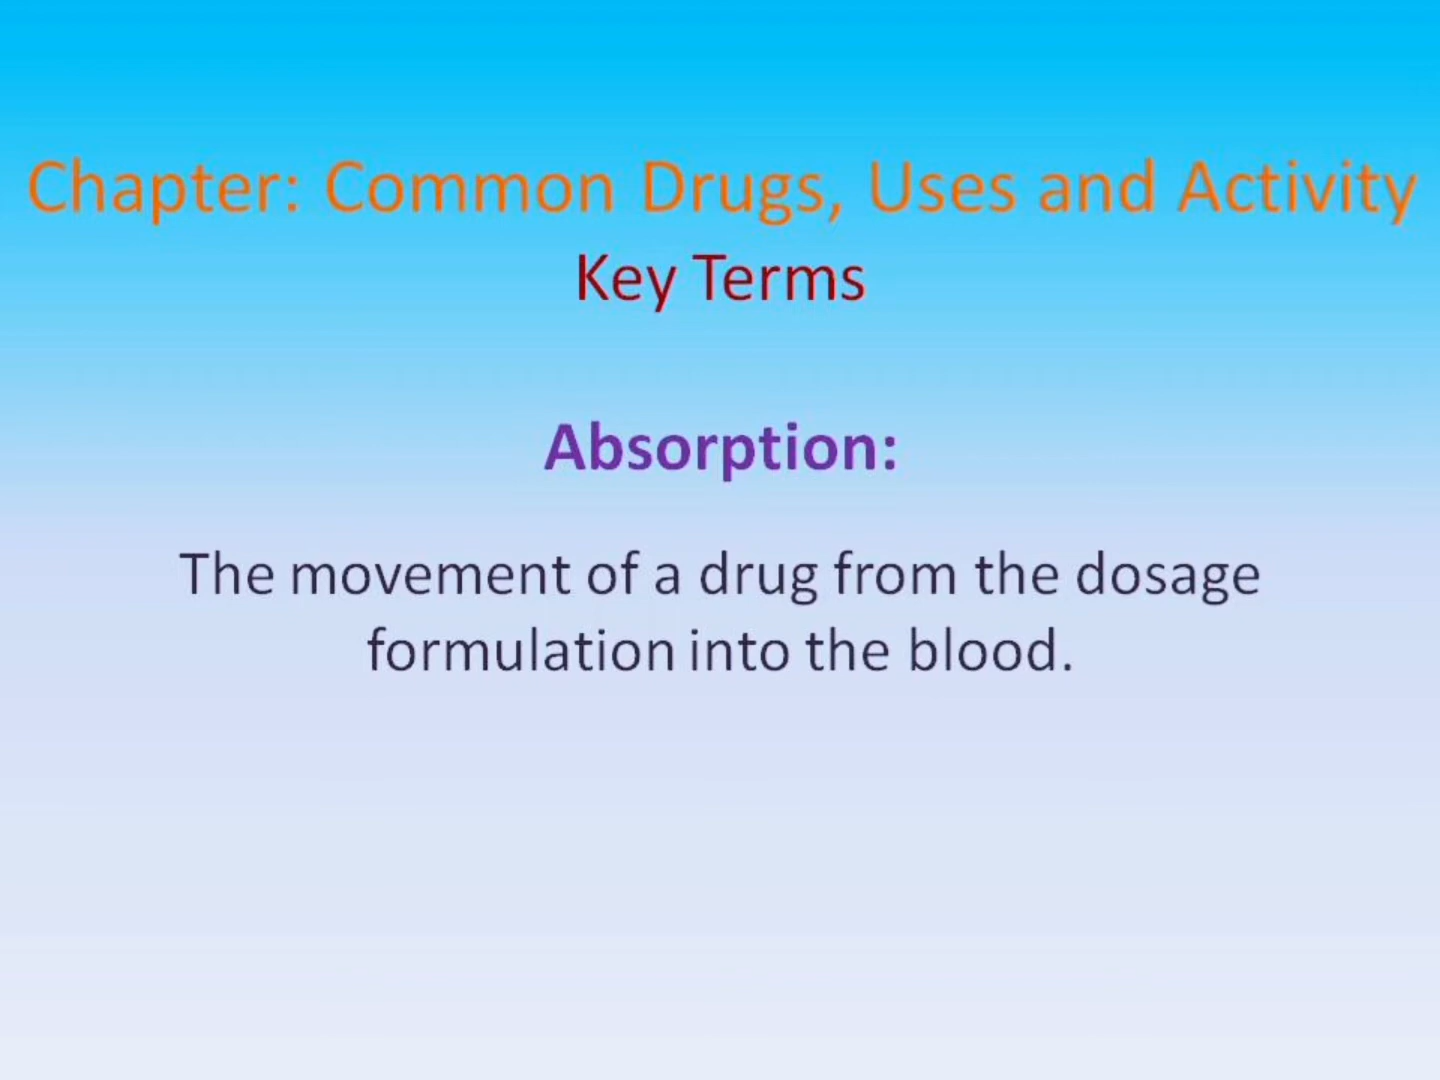 Chapter: Common Drugs, Uses and Activity
Key Terms
Absorption:
The movement of a drug from the dosage
formulation into the blood.